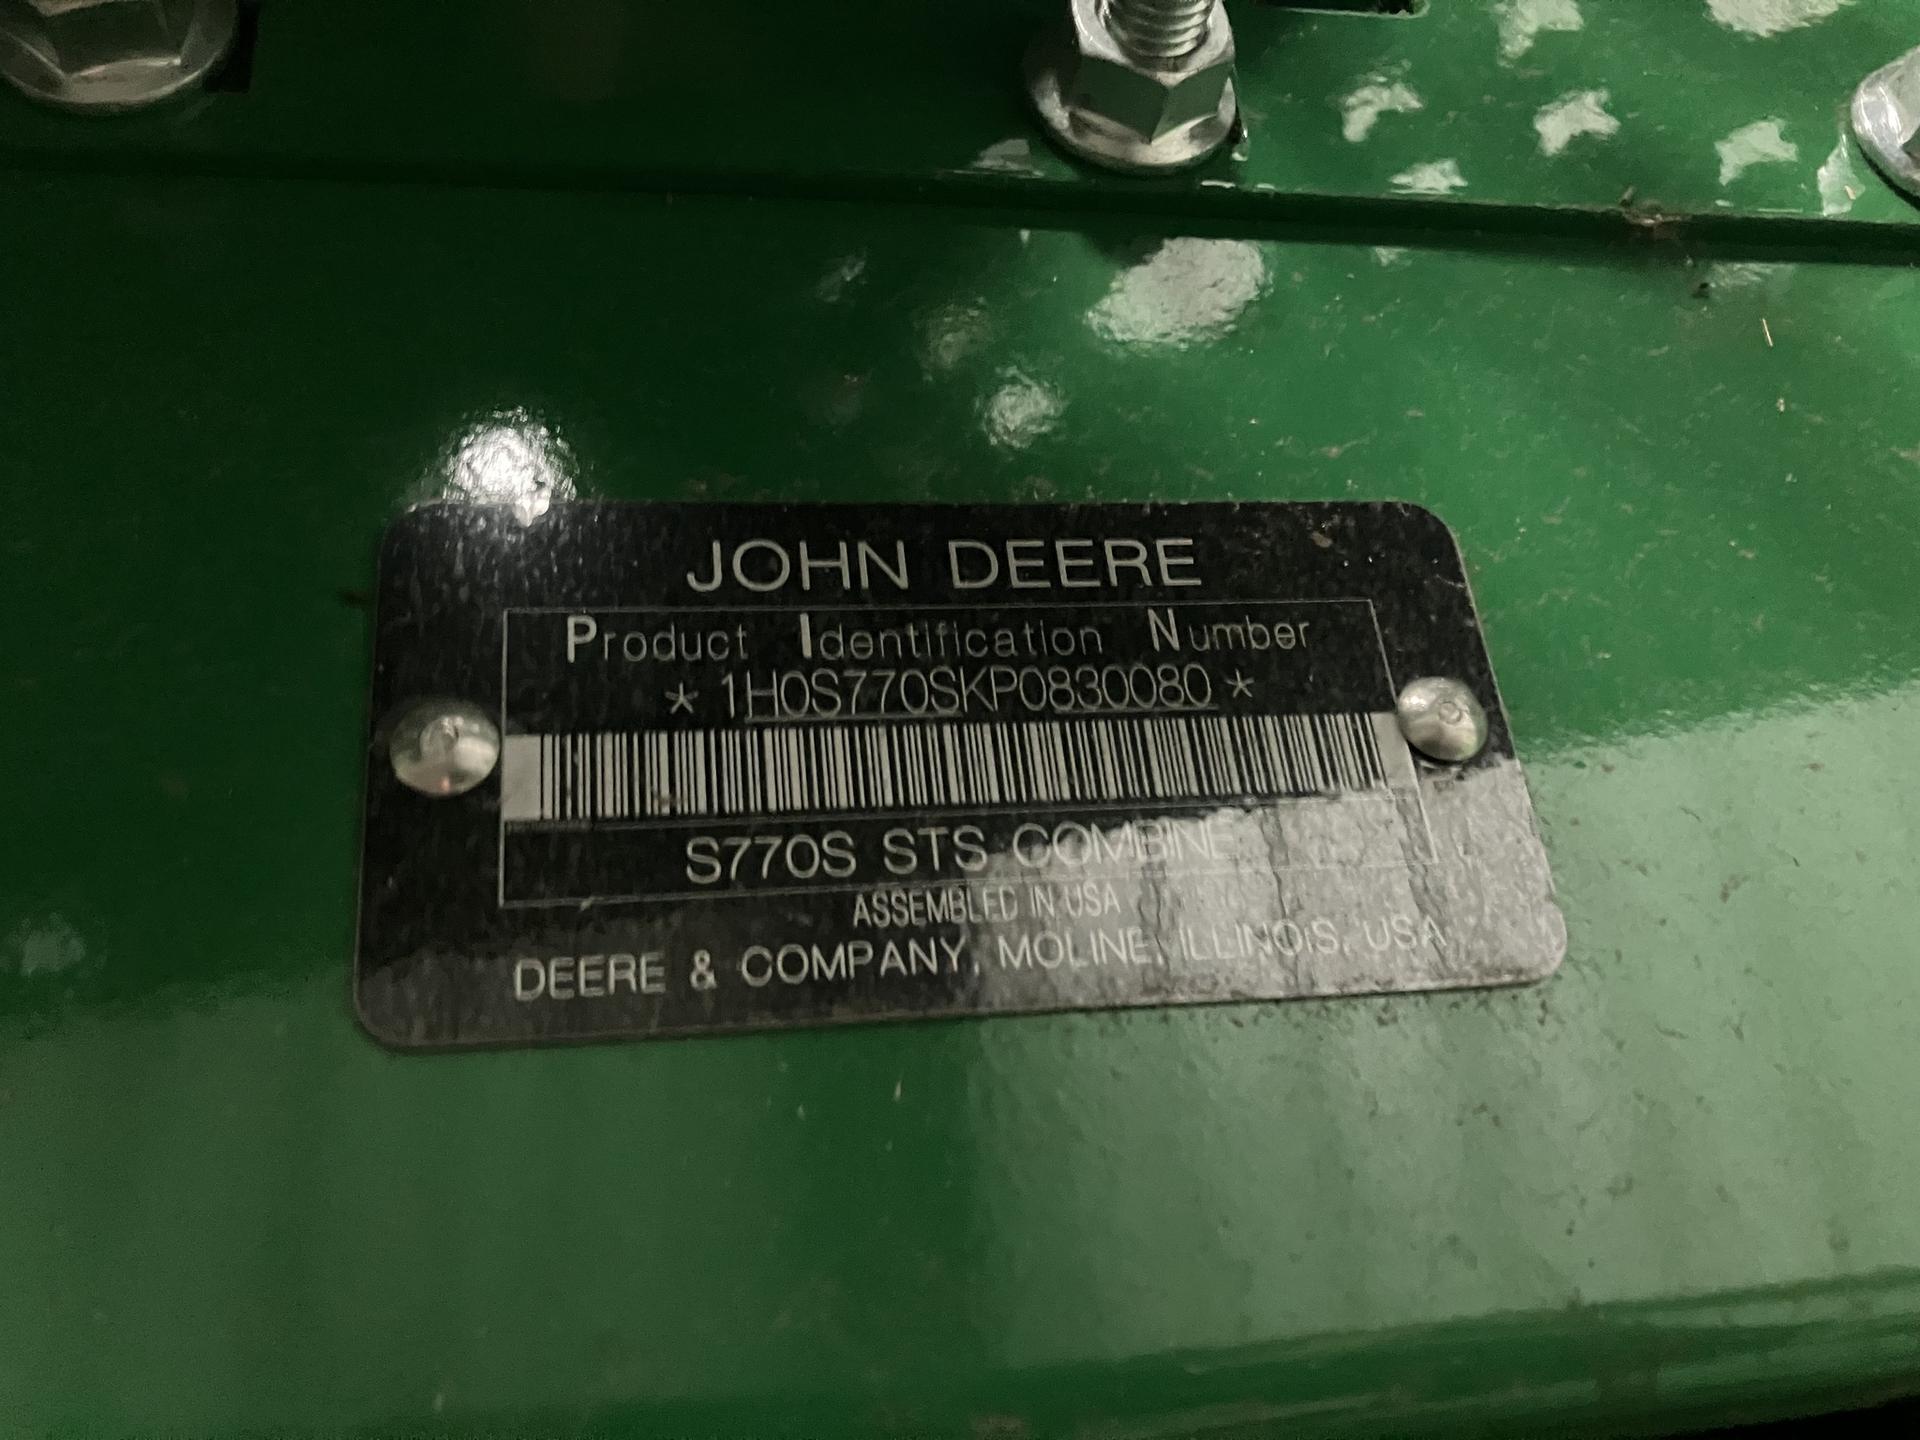 JOHN DEERE
Product Identification Number
* 1H0S770SKP0830080 *
S770S STS COMBINE
ASSEMBLED IN USA
DEERE & COMPANY, MOLINE, ILLINOIS, USA